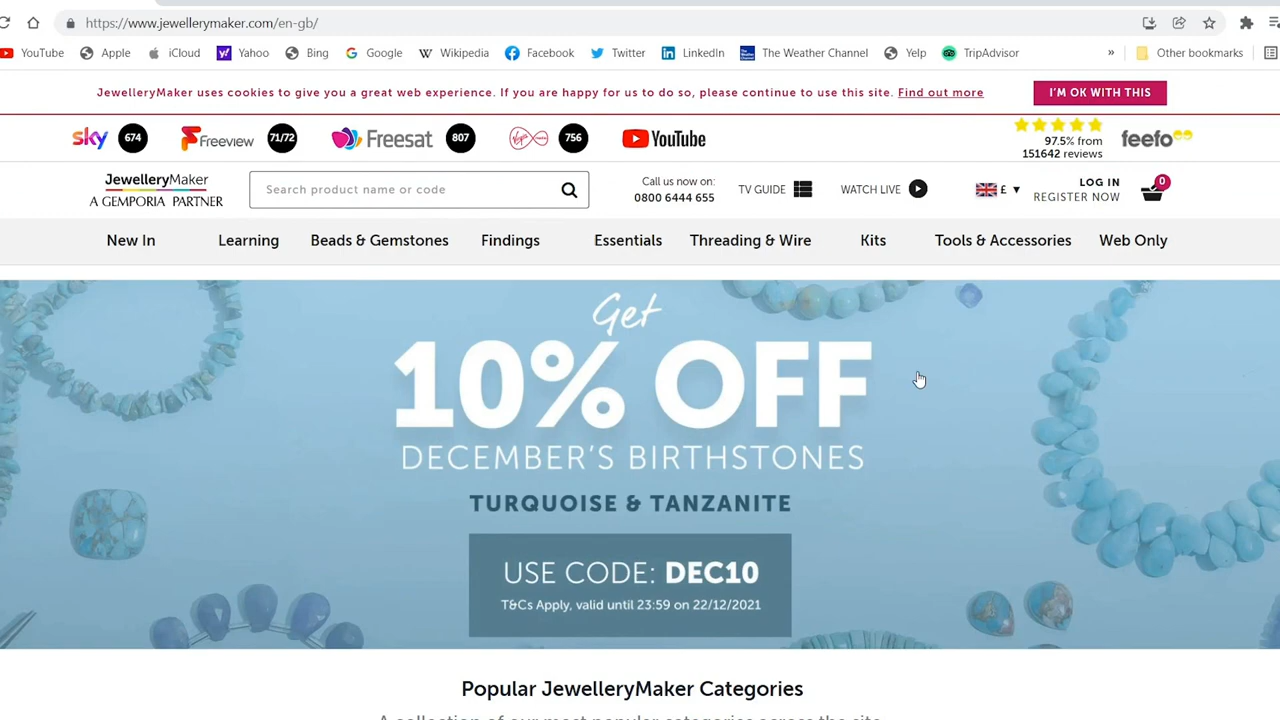 https://www.jewellerymaker.com/en-gb/
YouTube Apple iCloud Yahoo Bing Google Wikipedia Facebook Twitter LinkedIn The Weather Channel Yelp TripAdvisor » Other bookmarks
JewelleryMaker uses cookies to give you a great web experience. If you are happy for us to do so, please continue to use this site. Find out more I'M OK WITH THIS
sky 674 Freeview 71/72 Freesat 807 756 YouTube
97.5% from
151642 reviews
feefo
JewelleryMaker
A GEMPORIA PARTNER
Search product name or code
Call us now on:
0800 6444 655
TV GUIDE WATCH LIVE £
LOG IN
REGISTER NOW
0
New In Learning Beads & Gemstones Findings Essentials Threading & Wire Kits Tools & Accessories Web Only
Get
10% OFF
DECEMBER'S BIRTHSTONES
TURQUOISE & TANZANITE
USE CODE: DEC10
T&Cs Apply, valid until 23:59 on 22/12/2021
Popular JewelleryMaker Categories
A collection of our most popular categories across the site